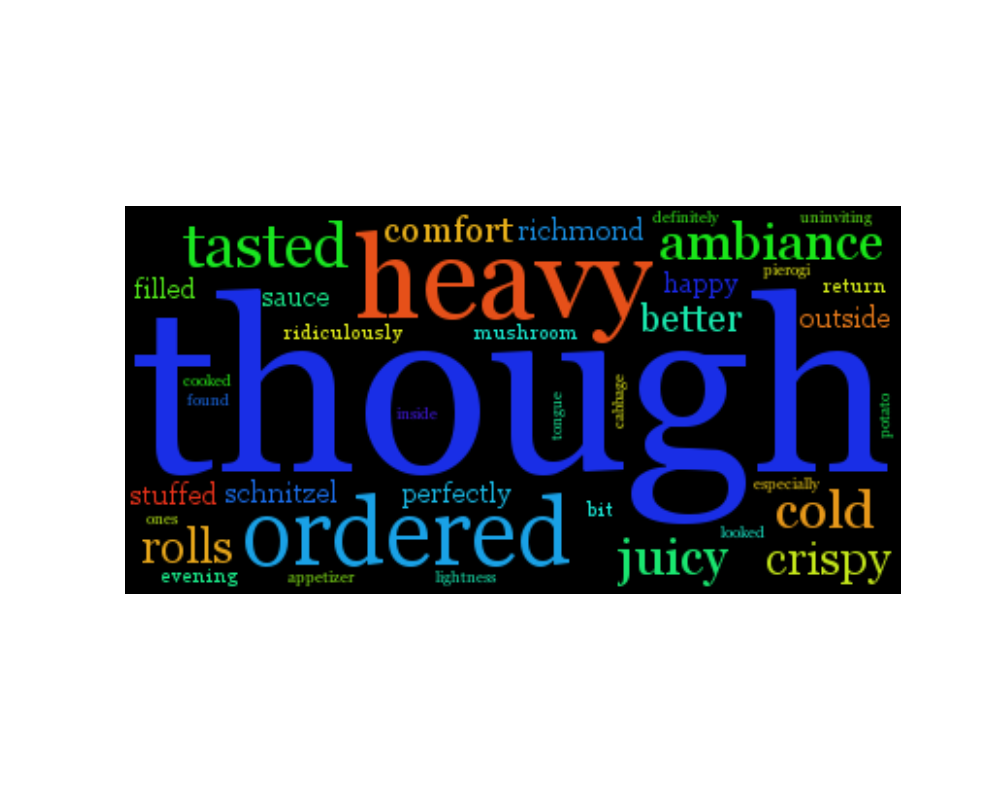 definitely uninviting
tasted comfort richmond ambiance
heavy pierogi
filled sauce happy return
ridiculously mushroom better outside
though
cooked
found inside tongue cabbage potato
stuffed schnitzel perfectly especially
ones ordered bit cold
rolls looked
juicy crispy
evening appetizer lightness